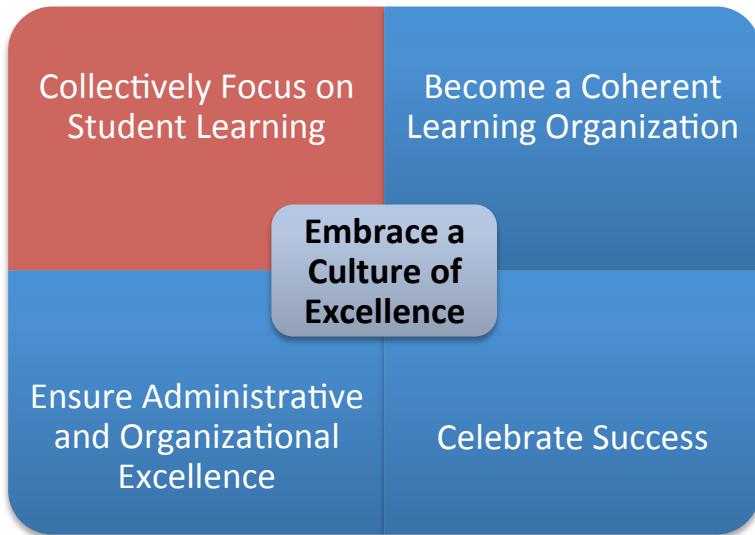 Collectively Focus on
Student Learning
Become a Coherent
Learning Organization
Embrace a
Culture of
Excellence
Ensure Administrative
and Organizational
Excellence
Celebrate Success